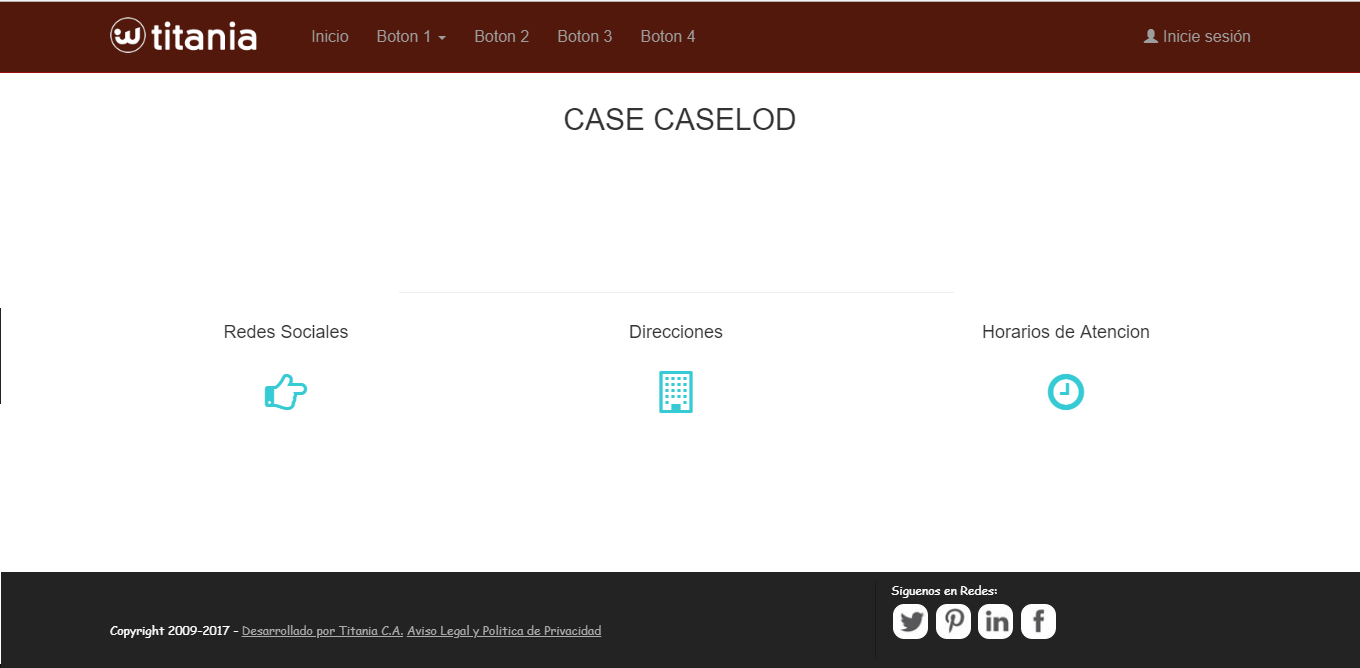 titania Inicio Boton 1 Boton 2 Boton 3 Boton 4 Inicie sesión
CASE CASELOD
Redes Sociales Direcciones Horarios de Atencion
Siguenos en Redes:
Copyright 2009-2017 - Desarrollado por Titania C.A. Aviso Legal y Politica de Privacidad